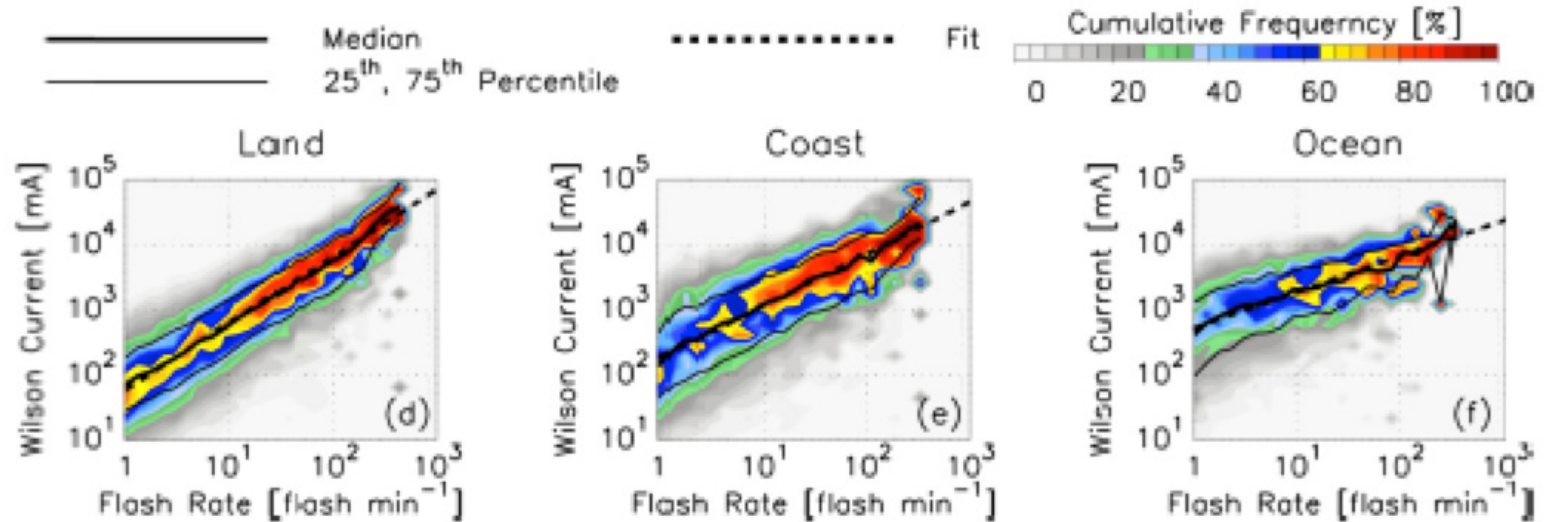 Median
25th, 75th Percentile
Fit
Cumulative Frequerncy [%]
0 20 40 60 80 100
Land
Coast
Ocean
Wilson Current [mA]
10^5
10^4
10^3
10^2
10^1
(d)
1 10^1 10^2 10^3
Flash Rate [flash min^-1]
Wilson Current [mA]
10^5
10^4
10^3
10^2
10^1
(e)
1 10^1 10^2 10^3
Flash Rate [flash min^-1]
Wilson Current [mA]
10^5
10^4
10^3
10^2
10^1
(f)
1 10^1 10^2 10^3
Flash Rate [flash min^-1]